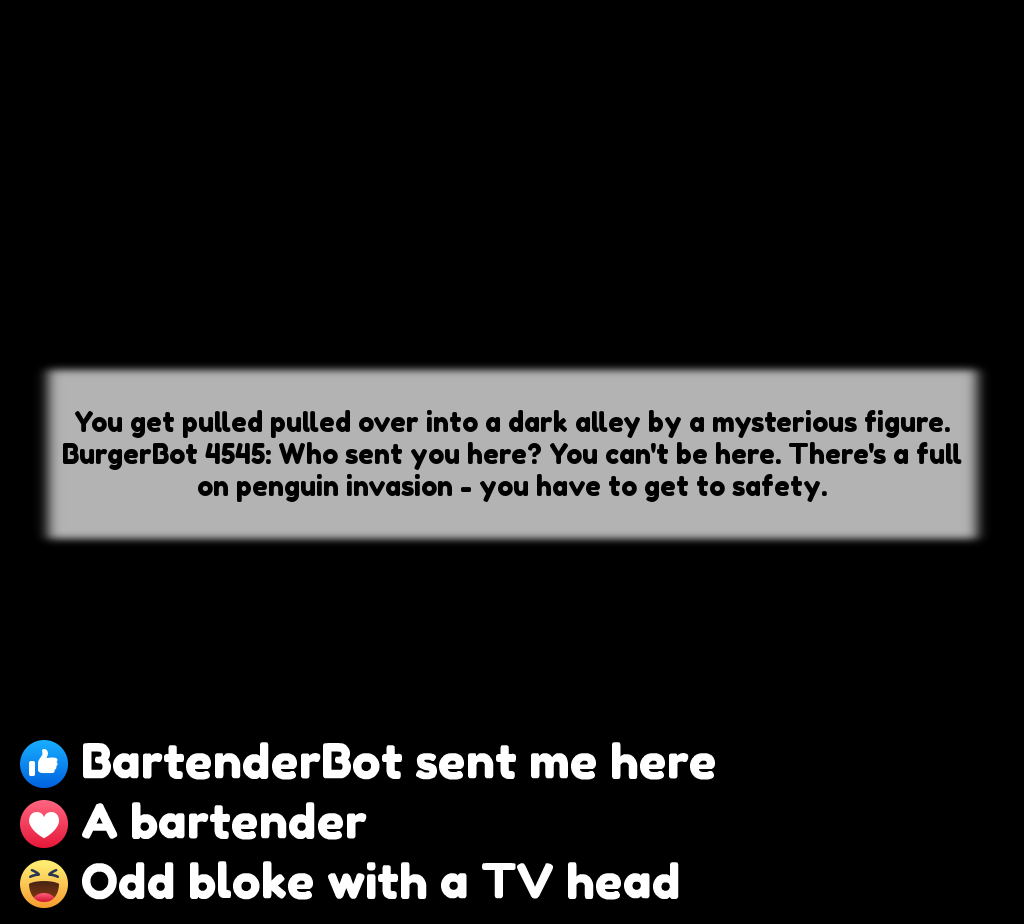 You get pulled pulled over into a dark alley by a mysterious figure.
BurgerBot 4545: Who sent you here? You can't be here. There's a full
on penguin invasion - you have to get to safety.
BartenderBot sent me here
A bartender
Odd bloke with a TV head